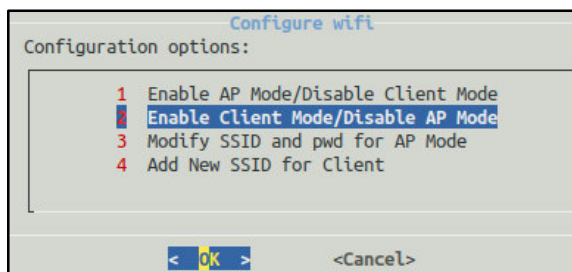 Configure wifi
Configuration options:
1 Enable AP Mode/Disable Client Mode
2 Enable Client Mode/Disable AP Mode
3 Modify SSID and pwd for AP Mode
4 Add New SSID for Client
< OK > <Cancel>